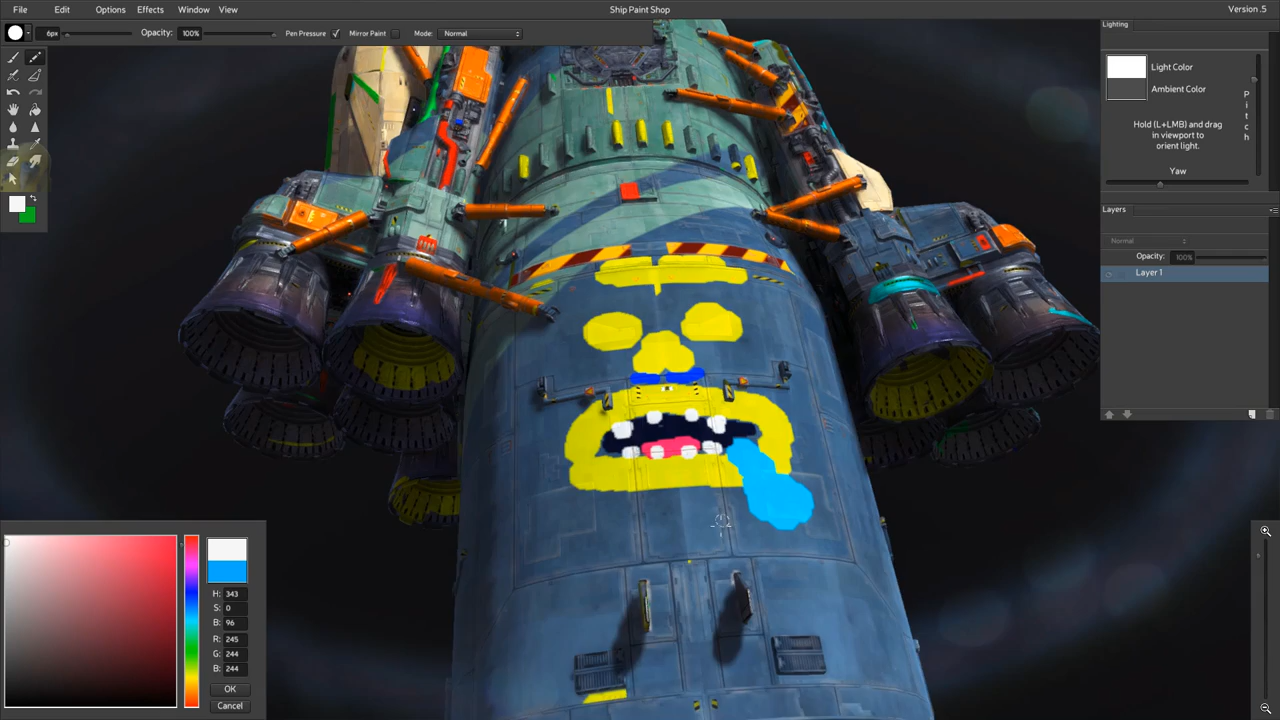 File Edit Options Effects Window View Ship Paint Shop Version .5
6px Opacity: 100% Pen Pressure Mirror Paint Mode: Normal
Lighting
Light Color
Ambient Color
Hold (L+LMB) and drag
in viewport to
orient light.
Pitch
Yaw
Layers
Normal
Opacity: 100%
Layer 1
H: 343
S: 0
B: 96
R: 245
G: 244
B: 244
OK
Cancel